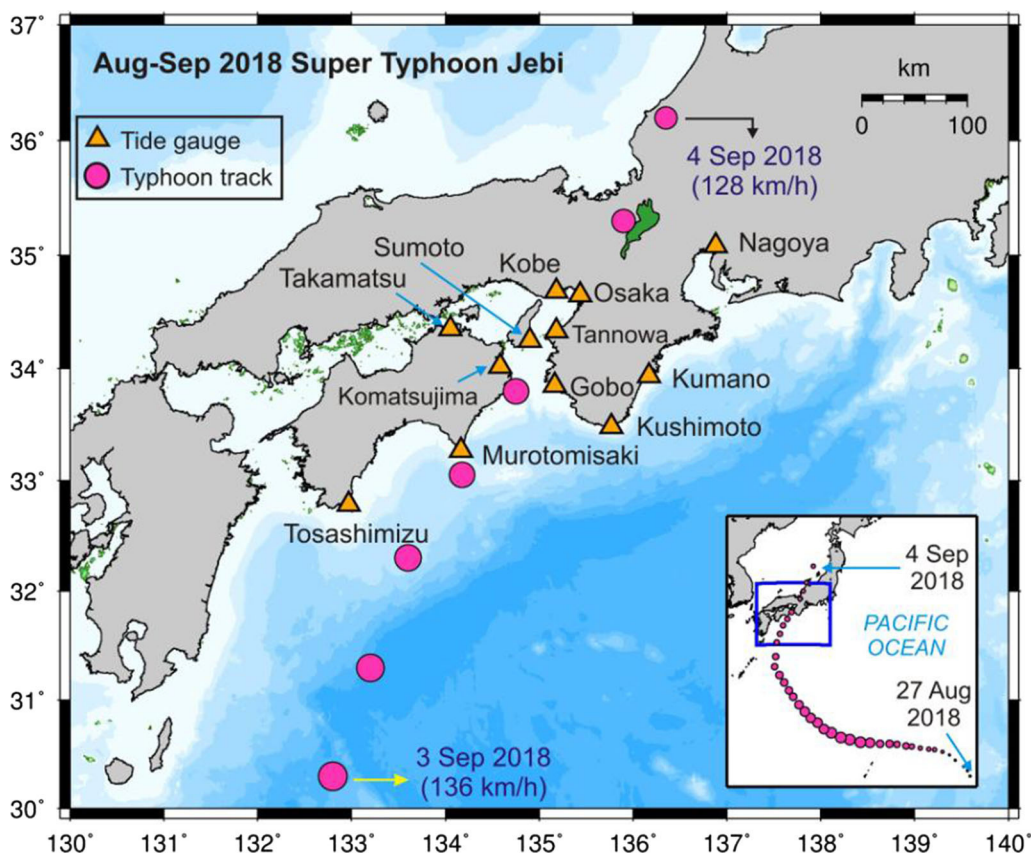 Aug-Sep 2018 Super Typhoon Jebi
km
0 100
Tide gauge
Typhoon track
4 Sep 2018
(128 km/h)
Sumoto
Nagoya
Takamatsu
Kobe
Osaka
Tannowa
Komatsujima
Gobo
Kumano
Kushimoto
Murotomisaki
Tosashimizu
3 Sep 2018
(136 km/h)
4 Sep
2018
PACIFIC
OCEAN
27 Aug
2018
37°
36°
35°
34°
33°
32°
31°
30°
130 131 132 133 134 135 136 137 138 139 140